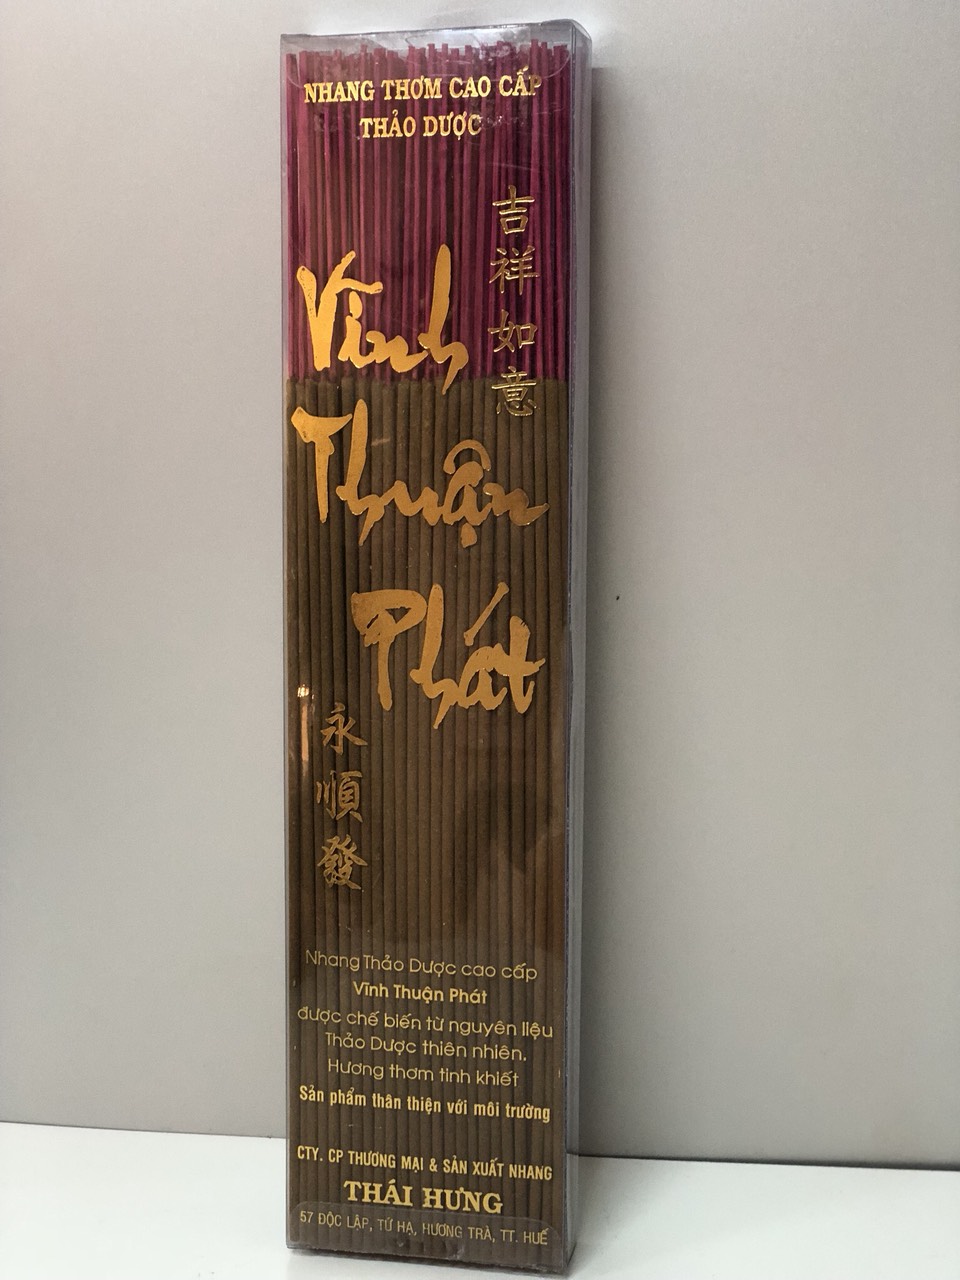 NHANG THƠM CAO CẤP
THẢO DƯỢC
吉祥如意
Vĩnh
Thuận
Phát
永順發
Nhang Thảo Dược cao cấp
Vĩnh Thuận Phát
được chế biến từ nguyên liệu
Thảo Dược thiên nhiên.
Hương thơm tinh khiết
Sản phẩm thân thiện với môi trường
CTY. CP THƯƠNG MẠI & SẢN XUẤT NHANG
THÁI HƯNG
57 ĐỘC LẬP, TỨ HẠ, HƯƠNG TRÀ, TT. HUẾ